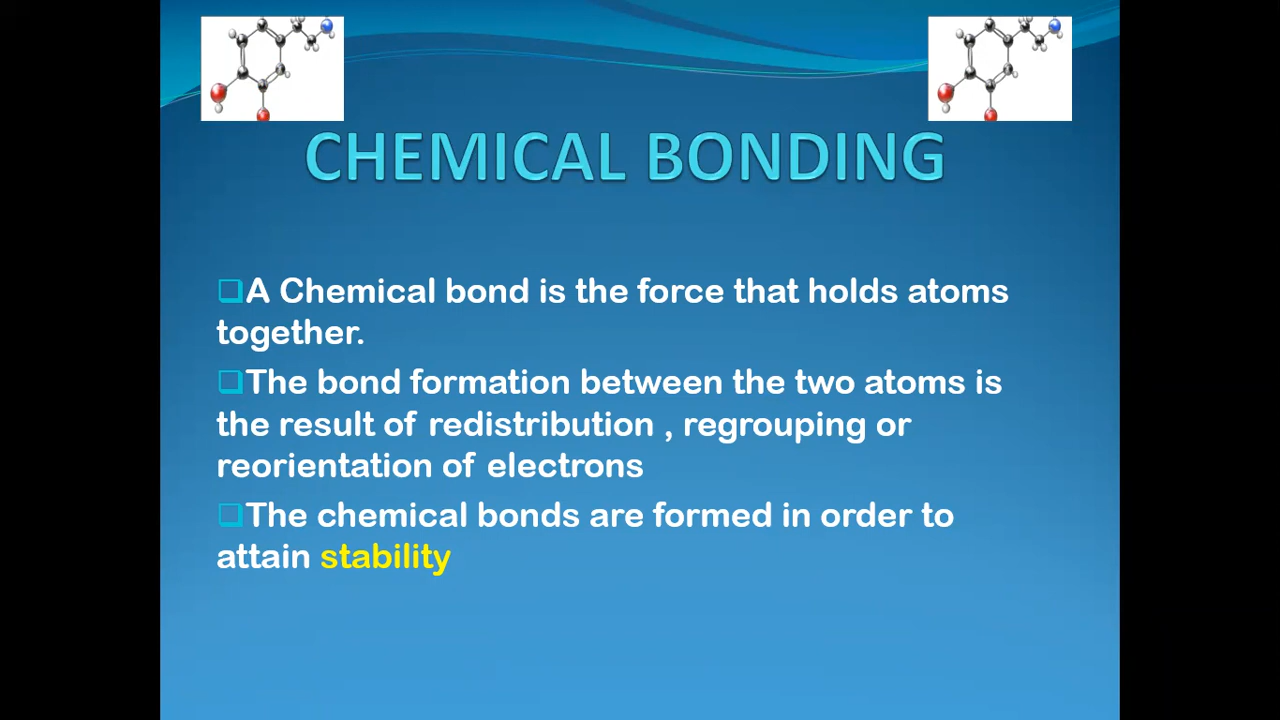 CHEMICAL BONDING
❑A Chemical bond is the force that holds atoms
together.
❑The bond formation between the two atoms is
the result of redistribution , regrouping or
reorientation of electrons
❑The chemical bonds are formed in order to
attain stability